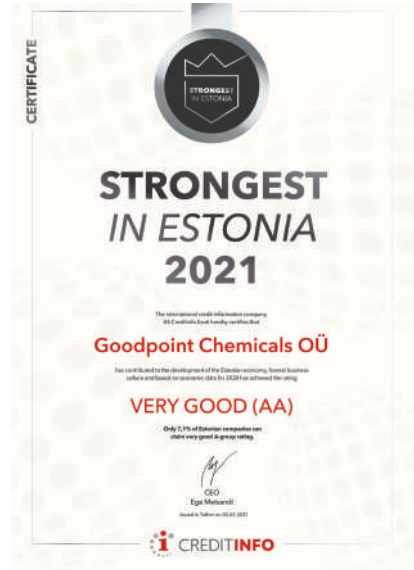 CERTIFICATE
STRONGEST
IN ESTONIA
STRONGEST
IN ESTONIA
2021
The international credit information company
AS Creditinfo Eesti hereby certifies that
Goodpoint Chemicals OÜ
has contributed to the development of the Estonian economy, honest business
culture and based on economic data for 2020 has achieved the rating
VERY GOOD (AA)
Only 7,1% of Estonian companies can
claim very good A-group rating.
CEO
Ege Metsandi
Issued in Tallinn on 2021
CREDITINFO